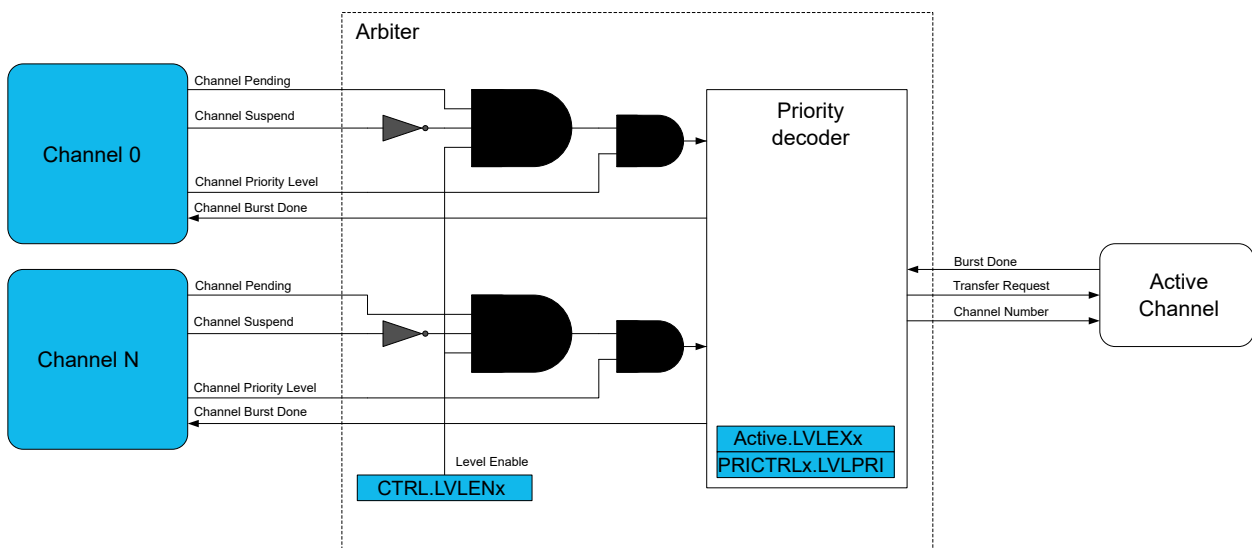 Arbiter
Channel 0
Channel Pending
Channel Suspend
Channel Priority Level
Channel Burst Done
Priority
decoder
Channel N
Channel Pending
Channel Suspend
Channel Priority Level
Channel Burst Done
Burst Done
Transfer Request
Channel Number
Active
Channel
Level Enable
CTRL.LVLENx
Active.LVLEXx
PRICTRLx.LVLPRI